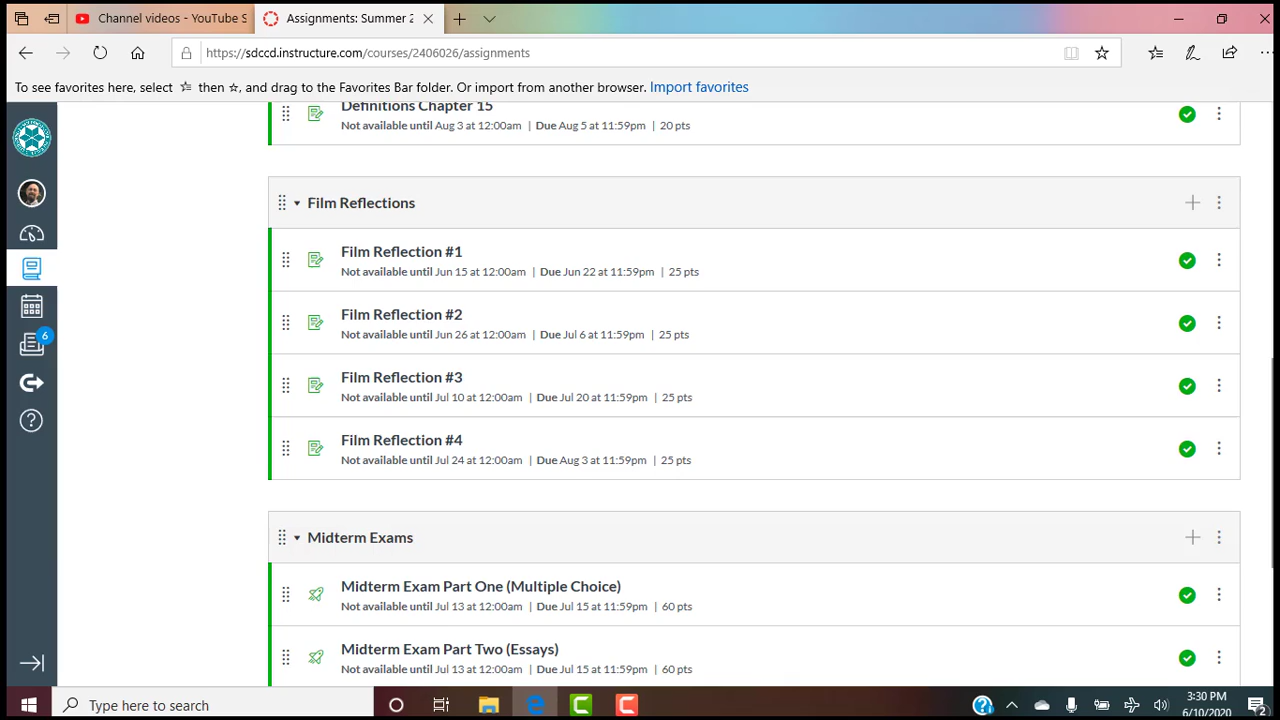 Channel videos - YouTube S
Assignments: Summer 2
https://sdccd.instructure.com/courses/2406026/assignments
To see favorites here, select then, and drag to the Favorites Bar folder. Or import from another browser. Import favorites
Definitions Chapter 15
Not available until Aug 3 at 12:00am | Due Aug 5 at 11:59pm | 20 pts
Film Reflections
Film Reflection #1
Not available until Jun 15 at 12:00am | Due Jun 22 at 11:59pm | 25 pts
Film Reflection #2
Not available until Jun 26 at 12:00am | Due Jul 6 at 11:59pm | 25 pts
Film Reflection #3
Not available until Jul 10 at 12:00am | Due Jul 20 at 11:59pm | 25 pts
Film Reflection #4
Not available until Jul 24 at 12:00am | Due Aug 3 at 11:59pm | 25 pts
6
Midterm Exams
Midterm Exam Part One (Multiple Choice)
Not available until Jul 13 at 12:00am | Due Jul 15 at 11:59pm | 60 pts
Midterm Exam Part Two (Essays)
Not available until Jul 13 at 12:00am | Due Jul 15 at 11:59pm | 60 pts
Type here to search
3:30 PM
6/10/2020
2